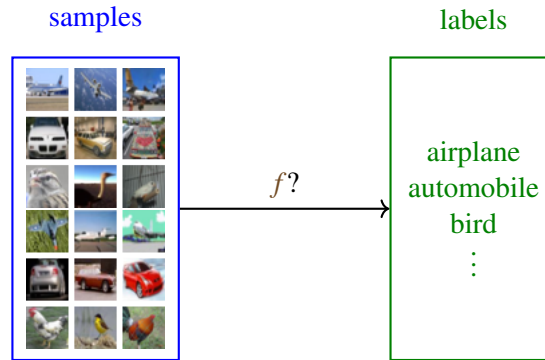 samples
labels
f?
airplane
automobile
bird
⋮